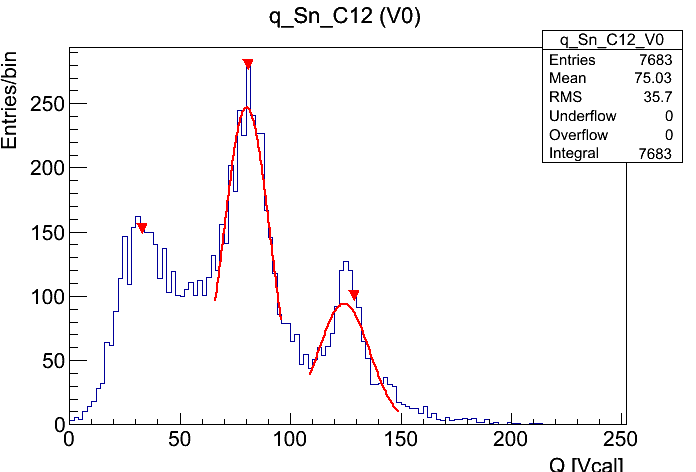 q_Sn_C12 (V0)
q_Sn_C12_V0
Entries 7683
Mean 75.03
RMS 35.7
Underflow 0
Overflow 0
Integral 7683
Entries/bin
250
200
150
100
50
0
0 50 100 150 200 250
Q [Vcal]